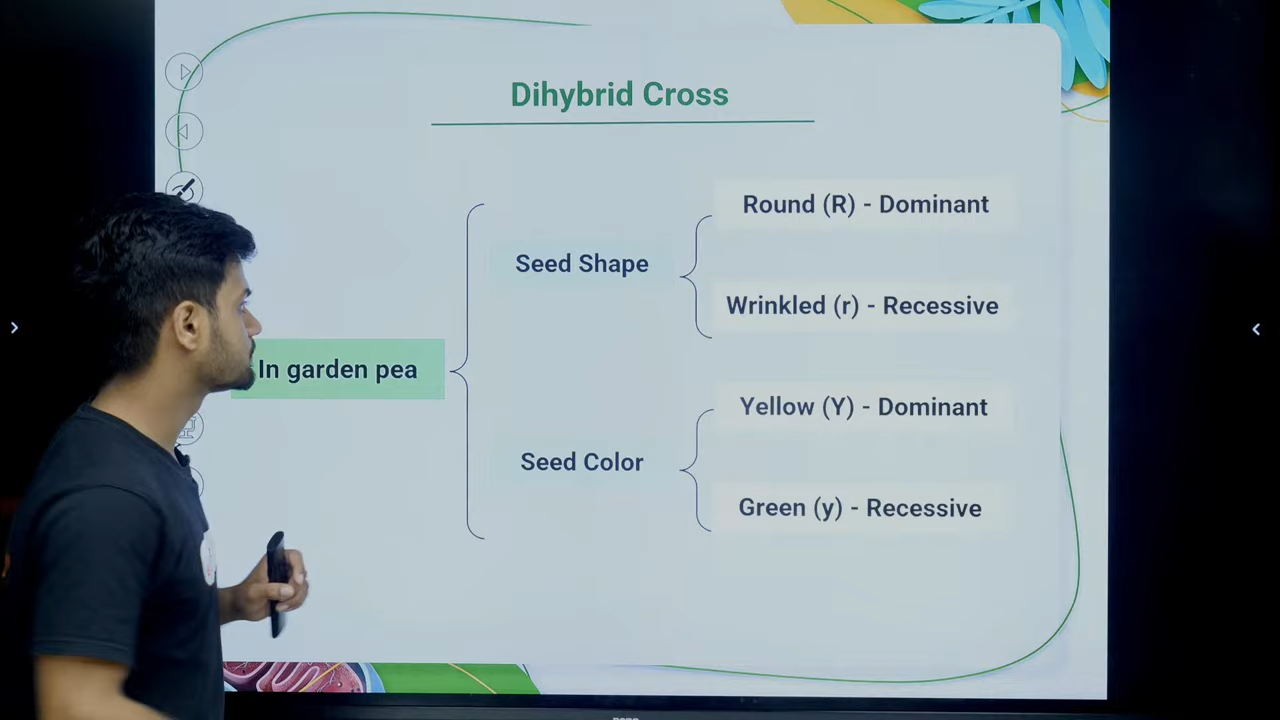 Dihybrid Cross
In garden pea
Seed Shape
Round (R) - Dominant
Wrinkled (r) - Recessive
Seed Color
Yellow (Y) - Dominant
Green (y) - Recessive